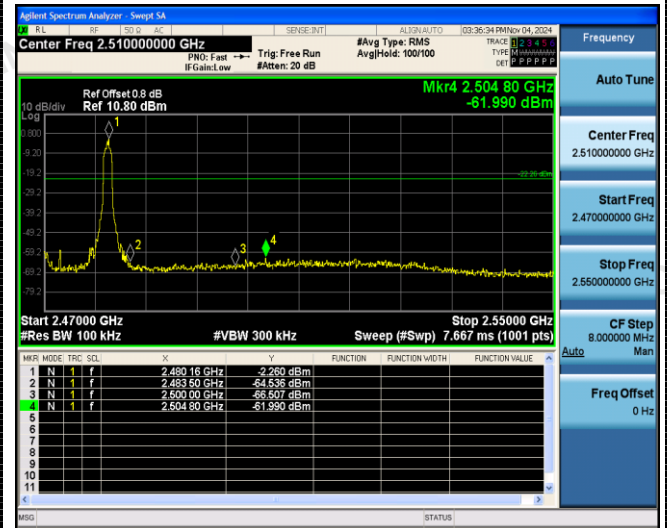 Agilent Spectrum Analyzer - Swept SA
RL RF 50 Ω AC SENSE:INT ALIGNAUTO 03:36:34 PM Nov 04, 2024
Center Freq 2.510000000 GHz
PNO: Fast
IFGain:Low
Trig: Free Run
#Atten: 20 dB
#Avg Type: RMS
Avg|Hold: 100/100
TRACE 1 2 3 4 5 6
TYPE M
DET P P P P P P
Ref Offset 0.8 dB
Ref 10.80 dBm
10 dB/div
Log
Mkr4 2.504 80 GHz
-61.990 dBm
0.800
-9.20
-19.2
-29.2
-39.2
-49.2
-59.2
-69.2
-79.2
1
2
3
4
-22.26 dBm
Start 2.47000 GHz Stop 2.55000 GHz
#Res BW 100 kHz #VBW 300 kHz Sweep (#Swp) 7.667 ms (1001 pts)
MKR MODE TRC SCL X Y FUNCTION FUNCTION WIDTH FUNCTION VALUE
1 N 1 f 2.480 16 GHz -2.260 dBm
2 N 1 f 2.483 50 GHz -64.536 dBm
3 N 1 f 2.500 00 GHz -66.507 dBm
4 N 1 f 2.504 80 GHz -61.990 dBm
5
6
7
8
9
10
11
MSG STATUS
Frequency
Auto Tune
Center Freq
2.510000000 GHz
Start Freq
2.470000000 GHz
Stop Freq
2.550000000 GHz
CF Step
8.000000 MHz
Auto Man
Freq Offset
0 Hz